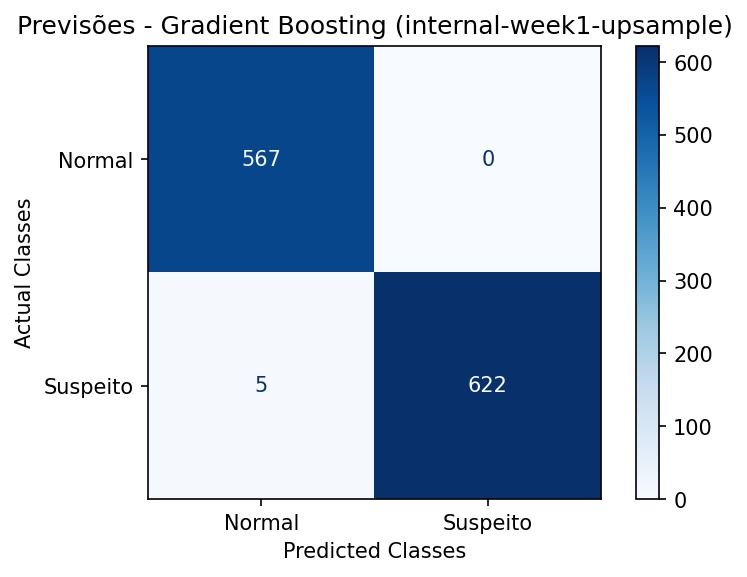 Previsões - Gradient Boosting (internal-week1-upsample)
Actual Classes
Normal
567
0
Suspeito
5
622
Normal
Suspeito
Predicted Classes
600
500
400
300
200
100
0